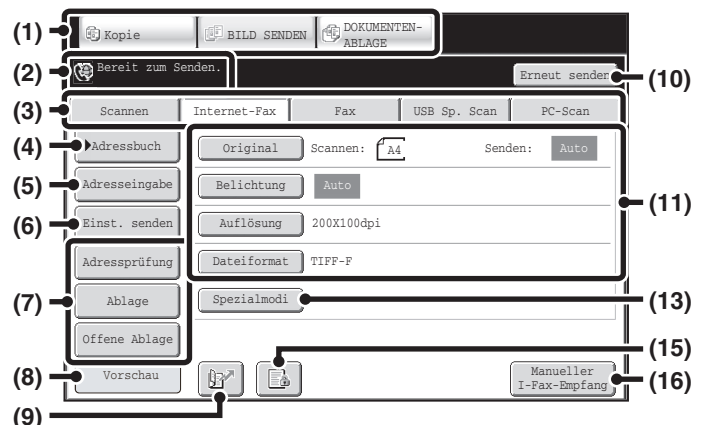 (1) Kopie BILD SENDEN DOKUMENTEN-
ABLAGE
(2) Bereit zum Senden. Erneut senden (10)
(3) Scannen Internet-Fax Fax USB Sp. Scan PC-Scan
(4) Adressbuch Original Scannen: A4 Senden: Auto
(5) Adresseingabe Belichtung Auto (11)
(6) Einst. senden Auflösung 200X100dpi
Adressprüfung Dateiformat TIFF-F
(7) Ablage Spezialmodi (13)
Offene Ablage
(15)
(8) Vorschau Manueller
I-Fax-Empfang (16)
(9)